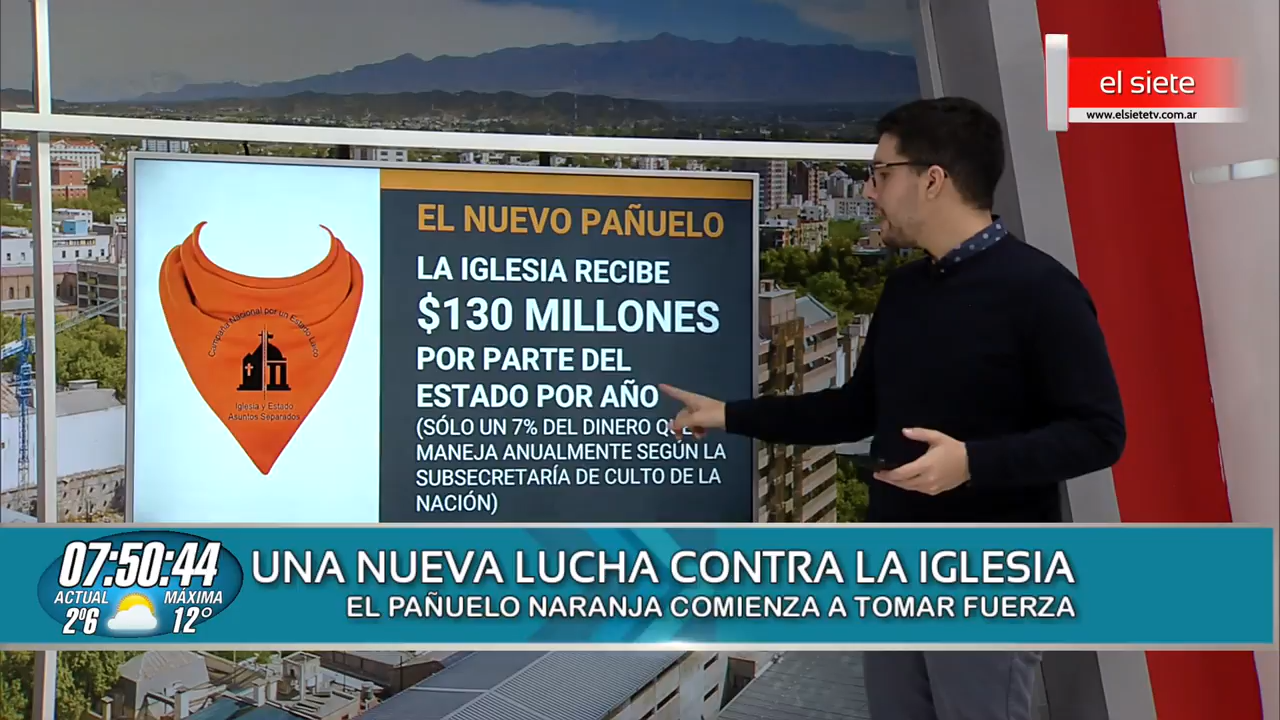 el siete
www.elsietetv.com.ar
EL NUEVO PAÑUELO
LA IGLESIA RECIBE
$130 MILLONES
POR PARTE DEL
ESTADO POR AÑO
(SÓLO UN 7% DEL DINERO QUE
MANEJA ANUALMENTE SEGÚN LA
SUBSECRETARÍA DE CULTO DE LA
NACIÓN)
Campaña Nacional por un Estado Laico
Iglesia y Estado
Asuntos Separados
07:50:44
ACTUAL MÁXIMA
2°6 12°
UNA NUEVA LUCHA CONTRA LA IGLESIA
EL PAÑUELO NARANJA COMIENZA A TOMAR FUERZA